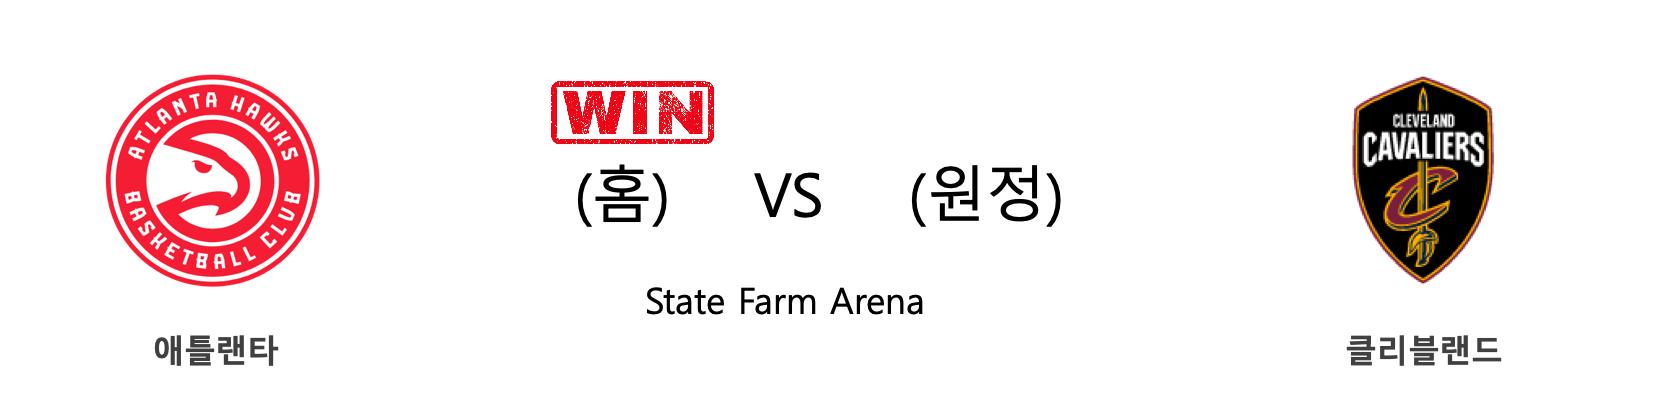 ATLANTA HAWKS
BASKETBALL CLUB
WIN
(홈) VS (원정)
State Farm Arena
CLEVELAND
CAVALIERS
C
애틀랜타
클리블랜드